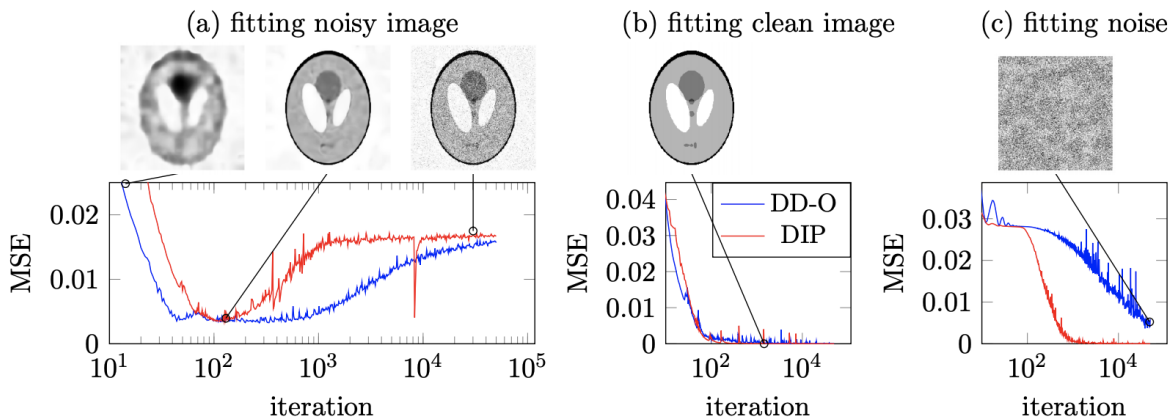 (a) fitting noisy image
(b) fitting clean image
(c) fitting noise
MSE
0.02
0.01
0
10^1
10^2
10^3
10^4
10^5
iteration
MSE
0.04
0.03
0.02
0.01
0
10^2
10^4
iteration
DD-O
DIP
MSE
0.03
0.02
0.01
0
10^2
10^4
iteration